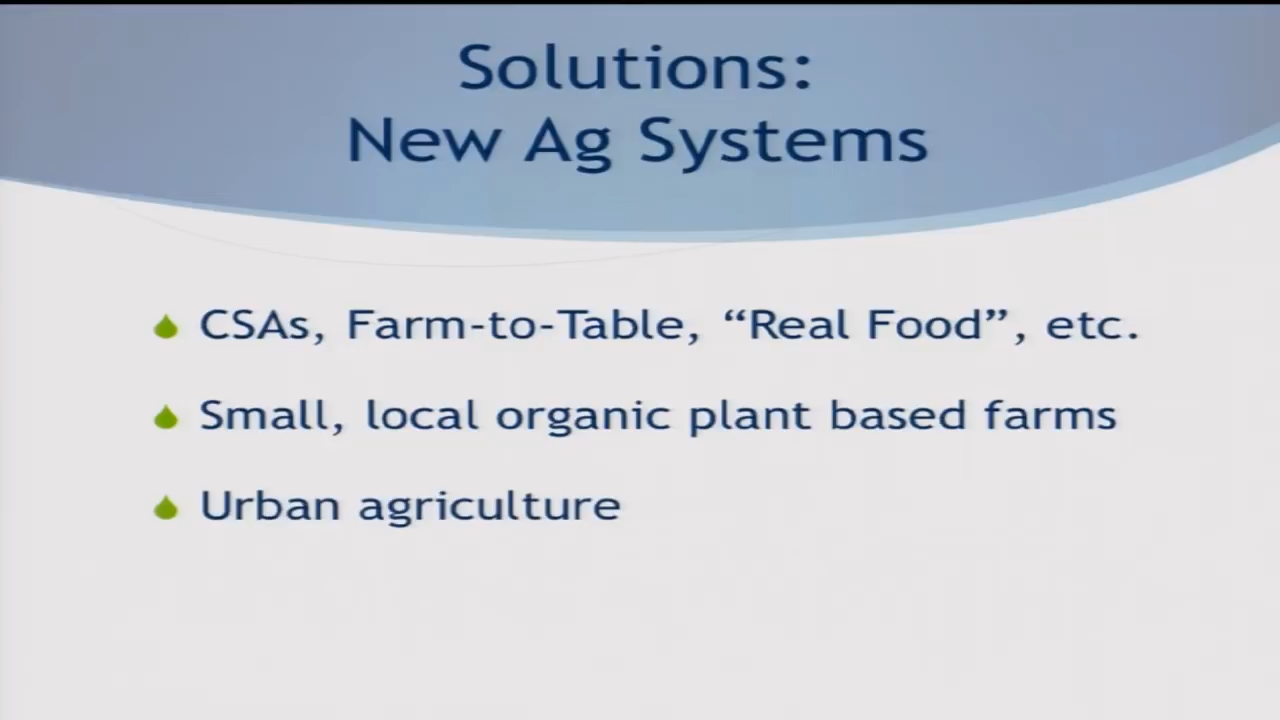 Solutions:
New Ag Systems
CSAs, Farm-to-Table, “Real Food”, etc.
Small, local organic plant based farms
Urban agriculture